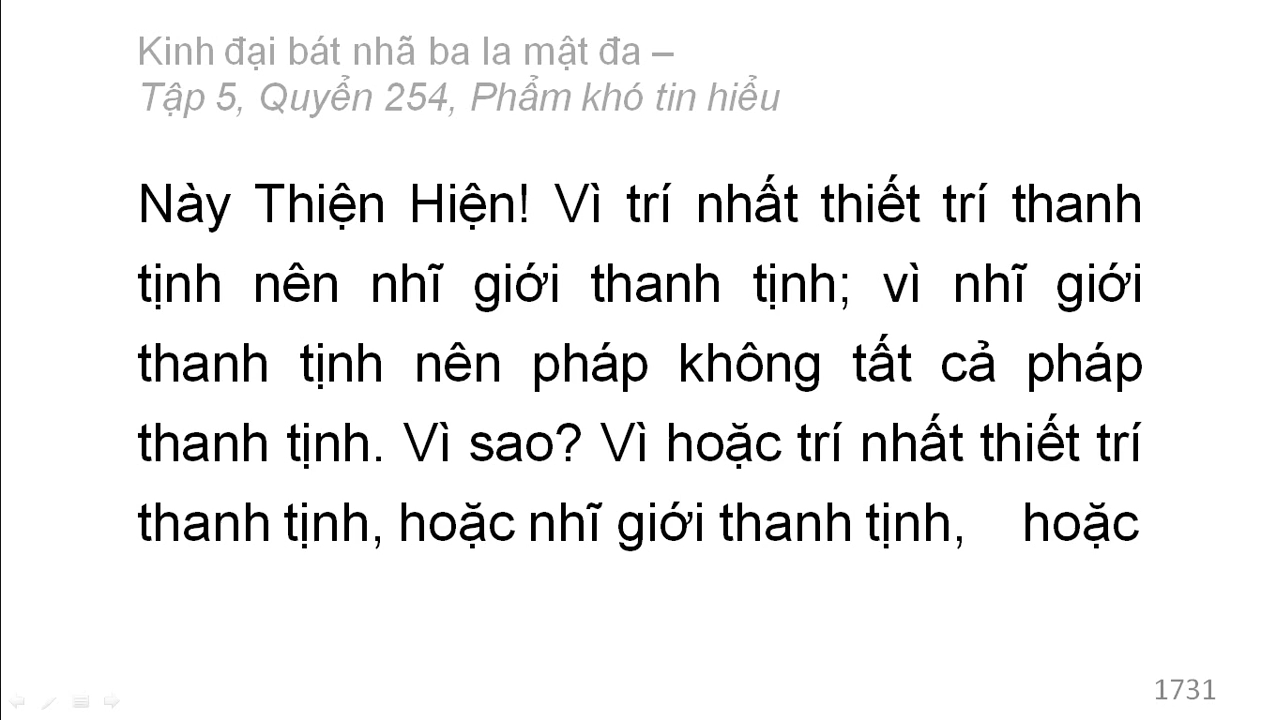 Kinh đại bát nhã ba la mật đa –
Tập 5, Quyển 254, Phẩm khó tin hiểu
Này Thiện Hiện! Vì trí nhất thiết trí thanh
tịnh nên nhĩ giới thanh tịnh; vì nhĩ giới
thanh tịnh nên pháp không tất cả pháp
thanh tịnh. Vì sao? Vì hoặc trí nhất thiết trí
thanh tịnh, hoặc nhĩ giới thanh tịnh, hoặc
1731